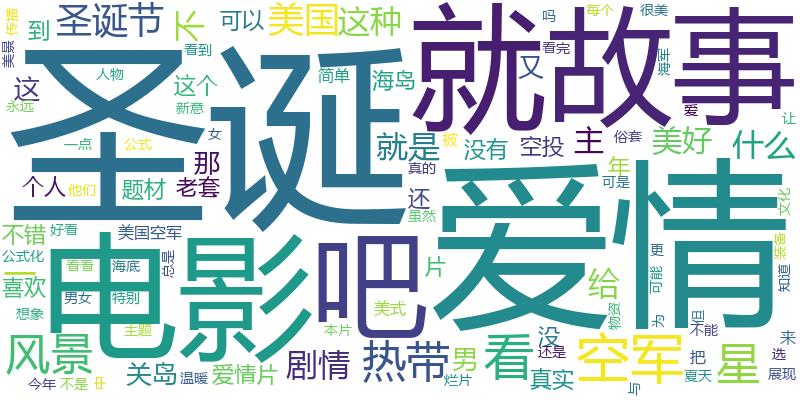 传播 圣诞节 不 美国 这种 吗 每个 很美
美景 到 可以 就 故事
这 人物 这个 看到 看完 海军
圣诞 简单 海岛 又
永远 新意 爱
一点 公式 女 就是 被 没有 空投 主 俗套 美好 什么 让
那 真的
个人 他们 题材 老套 还 爱情 年 可是 文化
虽然
不错 好看 美国空军 电影 吧 片 给 更 装备
公式化 看看 海底 总是 可能 知道
一
喜欢 男女 特别 美式 物资 为 但
想象 主题 本片 没 不能 来
风景 关岛 剧情 热带 男 看 还是 空军 把 星 选
今年 不是 中 温暖 爱情片 烂片 真实 与 夏天 展现